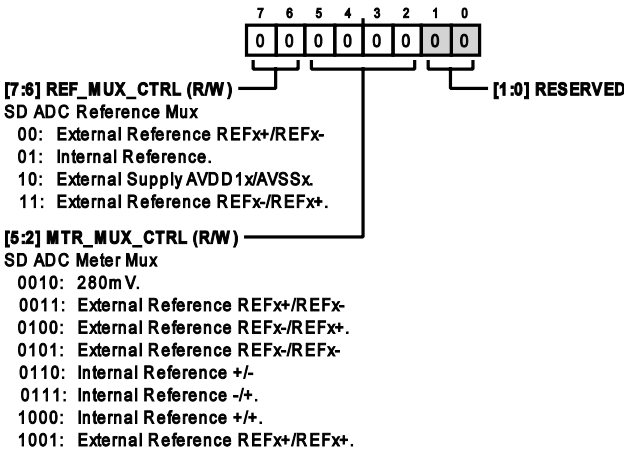 7 6 5 4 3 2 1 0
0 0 0 0 0 0 0 0
[7:6] REF_MUX_CTRL (R/W) [1:0] RESERVED
SD ADC Reference Mux
00: External Reference REFx+/REFx-
01: Internal Reference.
10: External Supply AVDD1x/AVSSx.
11: External Reference REFx-/REFx+.
[5:2] MTR_MUX_CTRL (R/W)
SD ADC Meter Mux
0010: 280mV.
0011: External Reference REFx+/REFx-
0100: External Reference REFx-/REFx+.
0101: External Reference REFx-/REFx-
0110: Internal Reference +/-
0111: Internal Reference -/+.
1000: Internal Reference +/+.
1001: External Reference REFx+/REFx+.